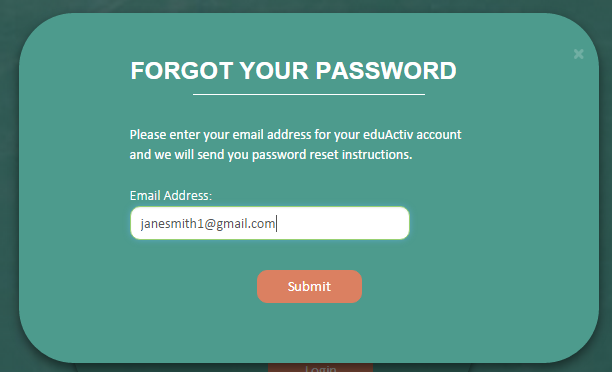 FORGOT YOUR PASSWORD
Please enter your email address for your eduActiv account
and we will send you password reset instructions.
Email Address:
janesmith1@gmail.com
Submit
Login